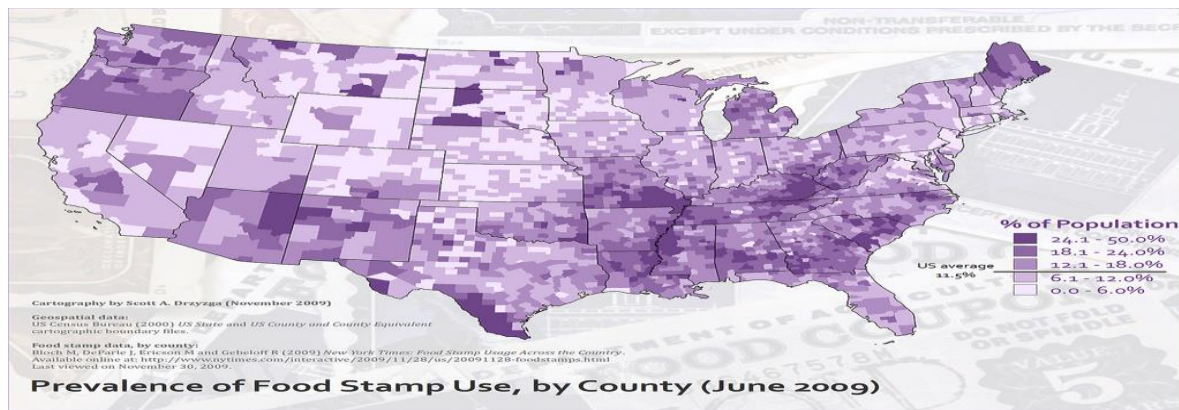 NON-TRANSFERABLE
EXCEPT UNDER CONDITIONS PRESCRIBED BY THE SEC
% of Population
24.1 - 50.0%
18.1 - 24.0%
12.1 - 18.0%
6.1 - 12.0%
0.0 - 6.0%
US average
11.5%
Cartography by Scott A. Drzyzga (November 2009)
Geospatial data:
US Census Bureau (2000) US State and US County and County Equivalent
cartographic boundary files.
Food stamp data, by county:
Bloch M, DeParle J, Ericson M and Gebeloff R (2009) New York Times: Food Stamp Usage Across the Country.
Available online at: http://www.nytimes.com/interactive/2009/11/28/us/20091128-foodstamps.html
Last viewed on November 30, 2009.
Prevalence of Food Stamp Use, by County (June 2009)